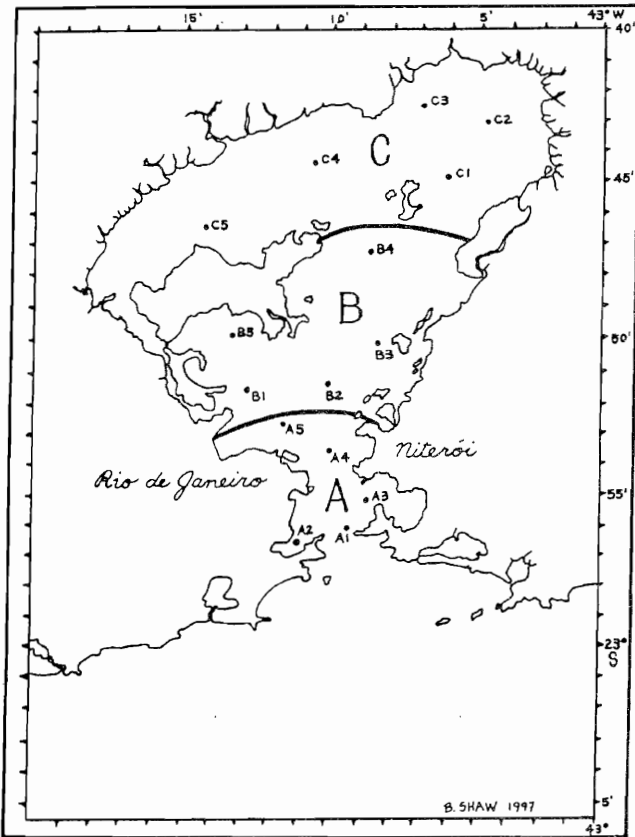 15' 10' 5' 43° W
40'
C3
C2
C
C4
C1
45'
C5
B4
B
B5
50'
B3
B1 B2
A5
Niterói
A4
Rio de Janeiro
A
A3
55'
A2 A1
23°
S
5'
B. SHAW 1997
43°